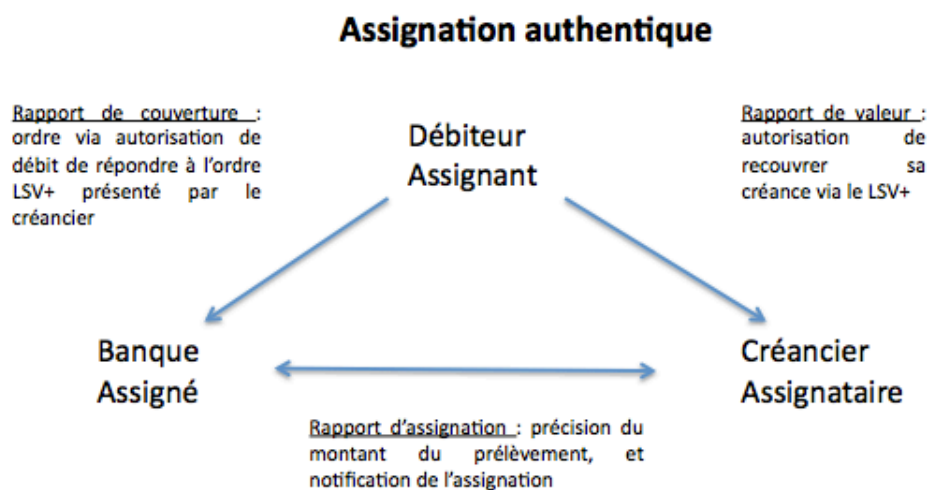 Assignation authentique
Rapport de couverture :
ordre via autorisation de
débit de répondre à l'ordre
LSV+ présenté par le
créancier
Débiteur
Assignant
Rapport de valeur :
autorisation de
recouvrer sa
créance via le LSV+
Banque
Assigné
Créancier
Assignataire
Rapport d'assignation : précision du
montant du prélèvement, et
notification de l'assignation